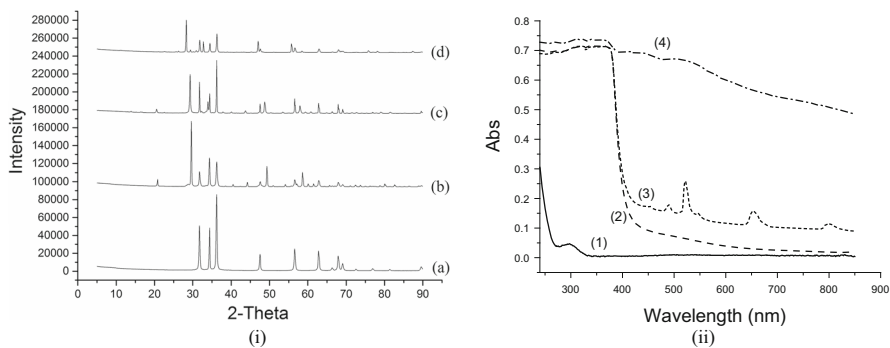 280000
260000
240000
220000
200000
180000
160000
140000
120000
100000
80000
60000
40000
20000
0
Intensity
(d)
(c)
(b)
(a)
0 10 20 30 40 50 60 70 80 90
2-Theta
(i)
0.8
0.7
0.6
0.5
0.4
0.3
0.2
0.1
0.0
Abs
(4)
(3)
(2)
(1)
300 400 500 600 700 800 900
Wavelength (nm)
(ii)